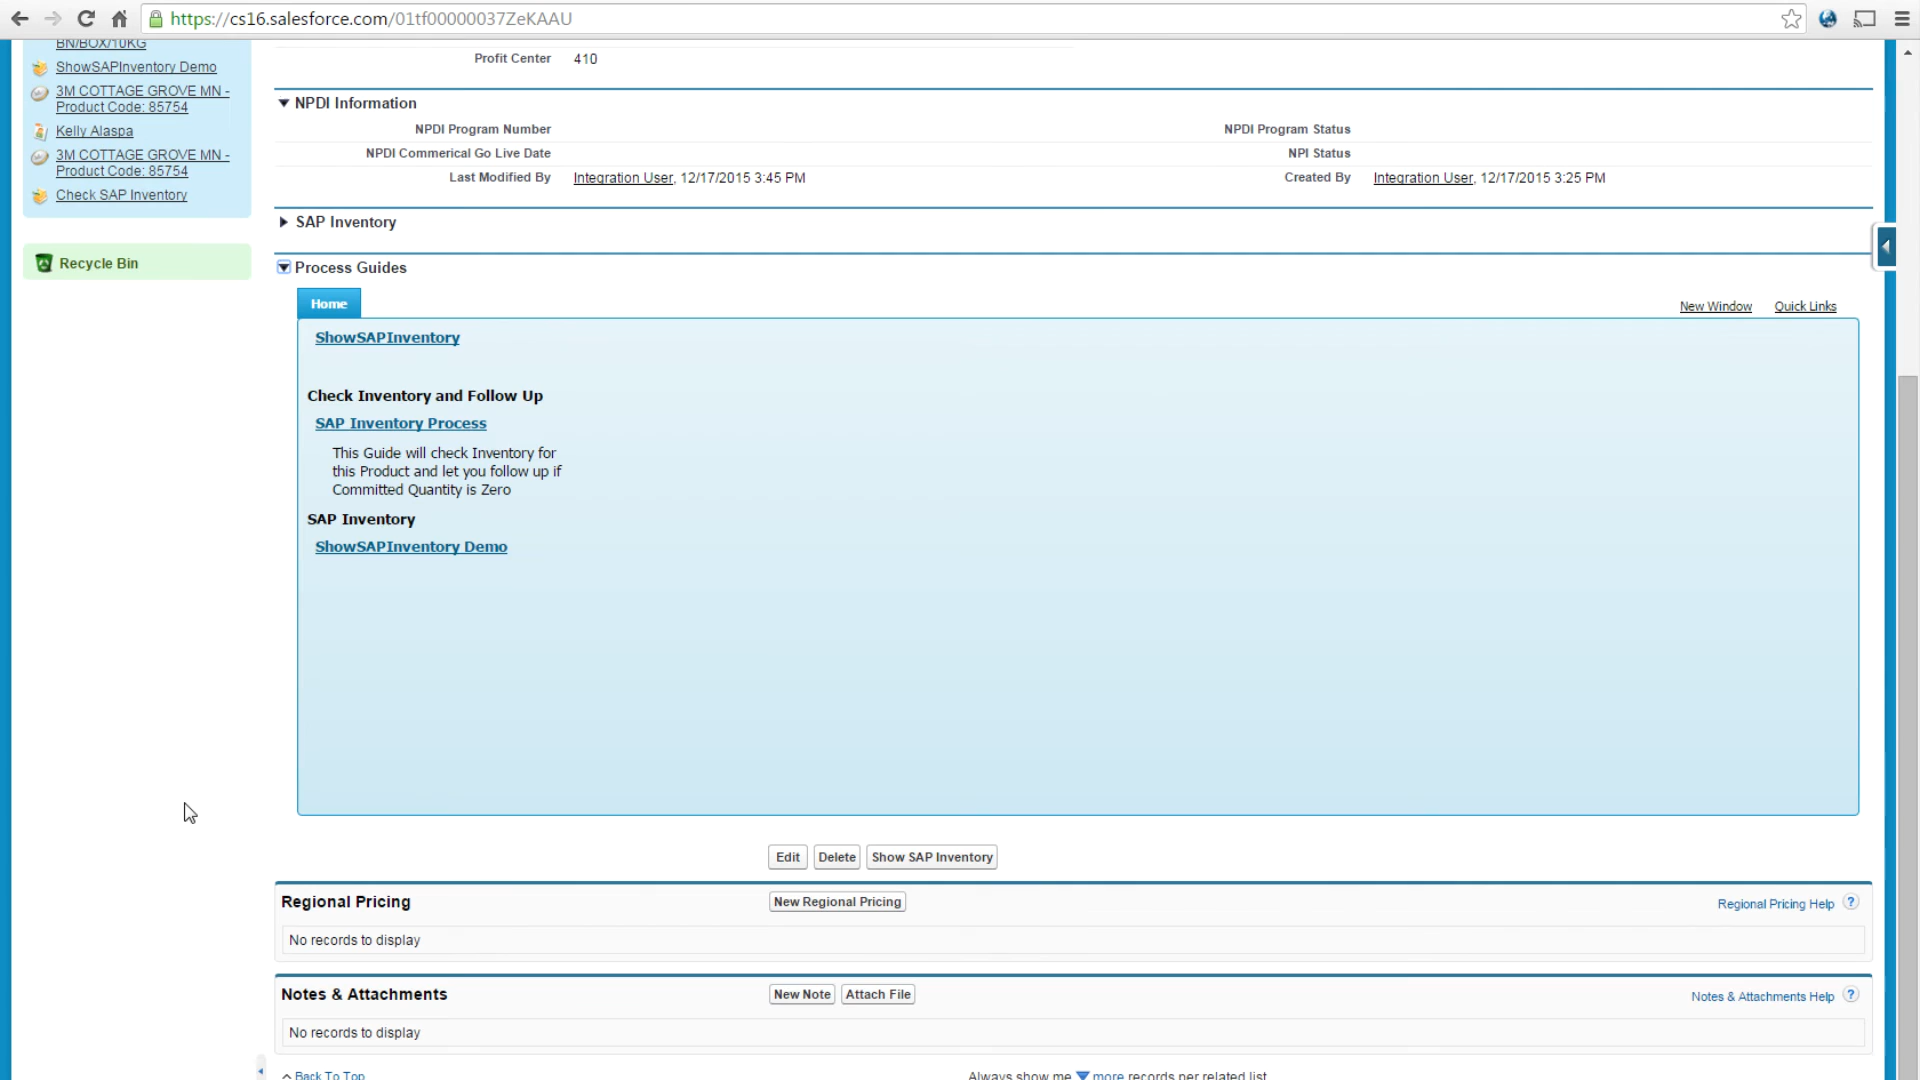 https://cs16.salesforce.com/01tf00000037ZeKAAU
BN/BOX/10KG
ShowSAPInventory Demo
3M COTTAGE GROVE MN -
Product Code: 85754
Kelly Alaspa
3M COTTAGE GROVE MN -
Product Code: 85754
Check SAP Inventory
Recycle Bin
Profit Center 410
NPDI Information
NPDI Program Number NPDI Program Status
NPDI Commerical Go Live Date NPI Status
Last Modified By Integration User, 12/17/2015 3:45 PM Created By Integration User, 12/17/2015 3:25 PM
SAP Inventory
Process Guides
Home New Window Quick Links
ShowSAPInventory
Check Inventory and Follow Up
SAP Inventory Process
This Guide will check Inventory for
this Product and let you follow up if
Committed Quantity is Zero
SAP Inventory
ShowSAPInventory Demo
Edit Delete Show SAP Inventory
Regional Pricing New Regional Pricing Regional Pricing Help ?
No records to display
Notes & Attachments New Note Attach File Notes & Attachments Help ?
No records to display
Back To Top Always show me more records per related list